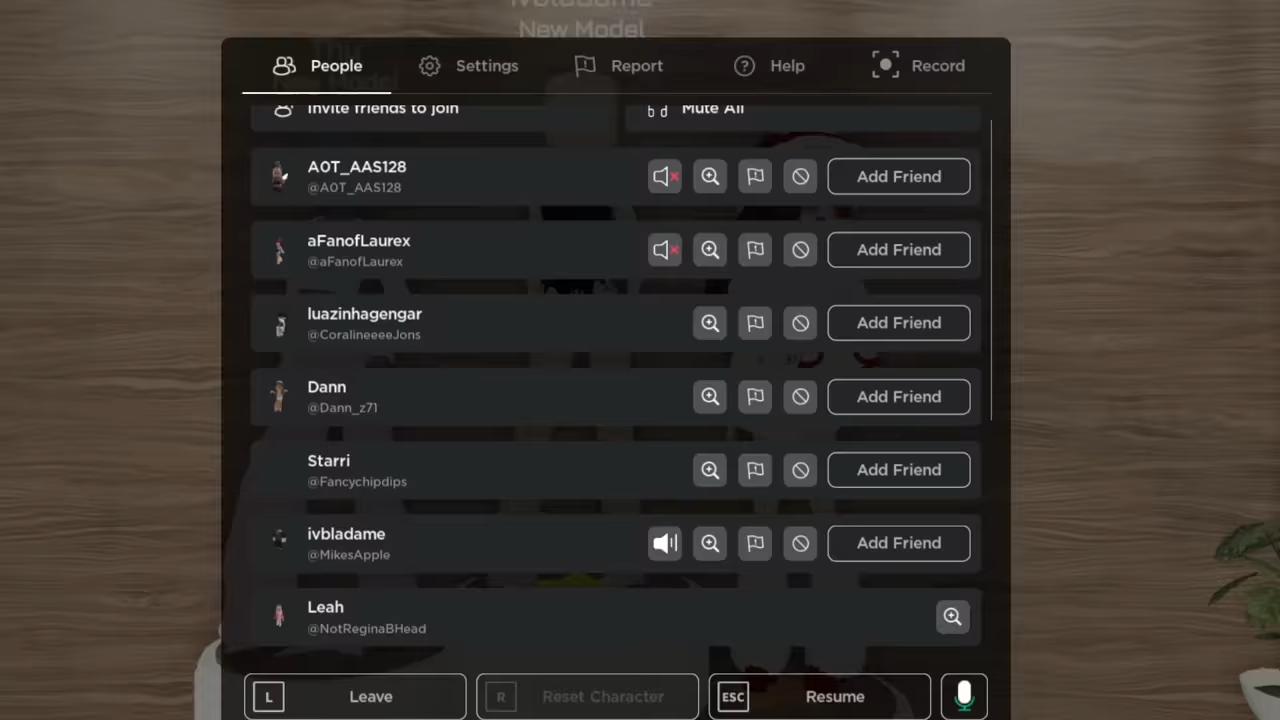 New Model
People
Settings
Report
Help
Record
Invite friends to join
Mute All
A0T_AAS128
@A0T_AAS128
Add Friend
aFanofLaurex
@aFanofLaurex
Add Friend
luazinhagengar
@CoralineeeeJons
Add Friend
Dann
@Dann_z71
Add Friend
Starri
@Fancychipdips
Add Friend
ivbladame
@MikesApple
Add Friend
Leah
@NotReginaBHead
L
Leave
R
Reset Character
ESC
Resume